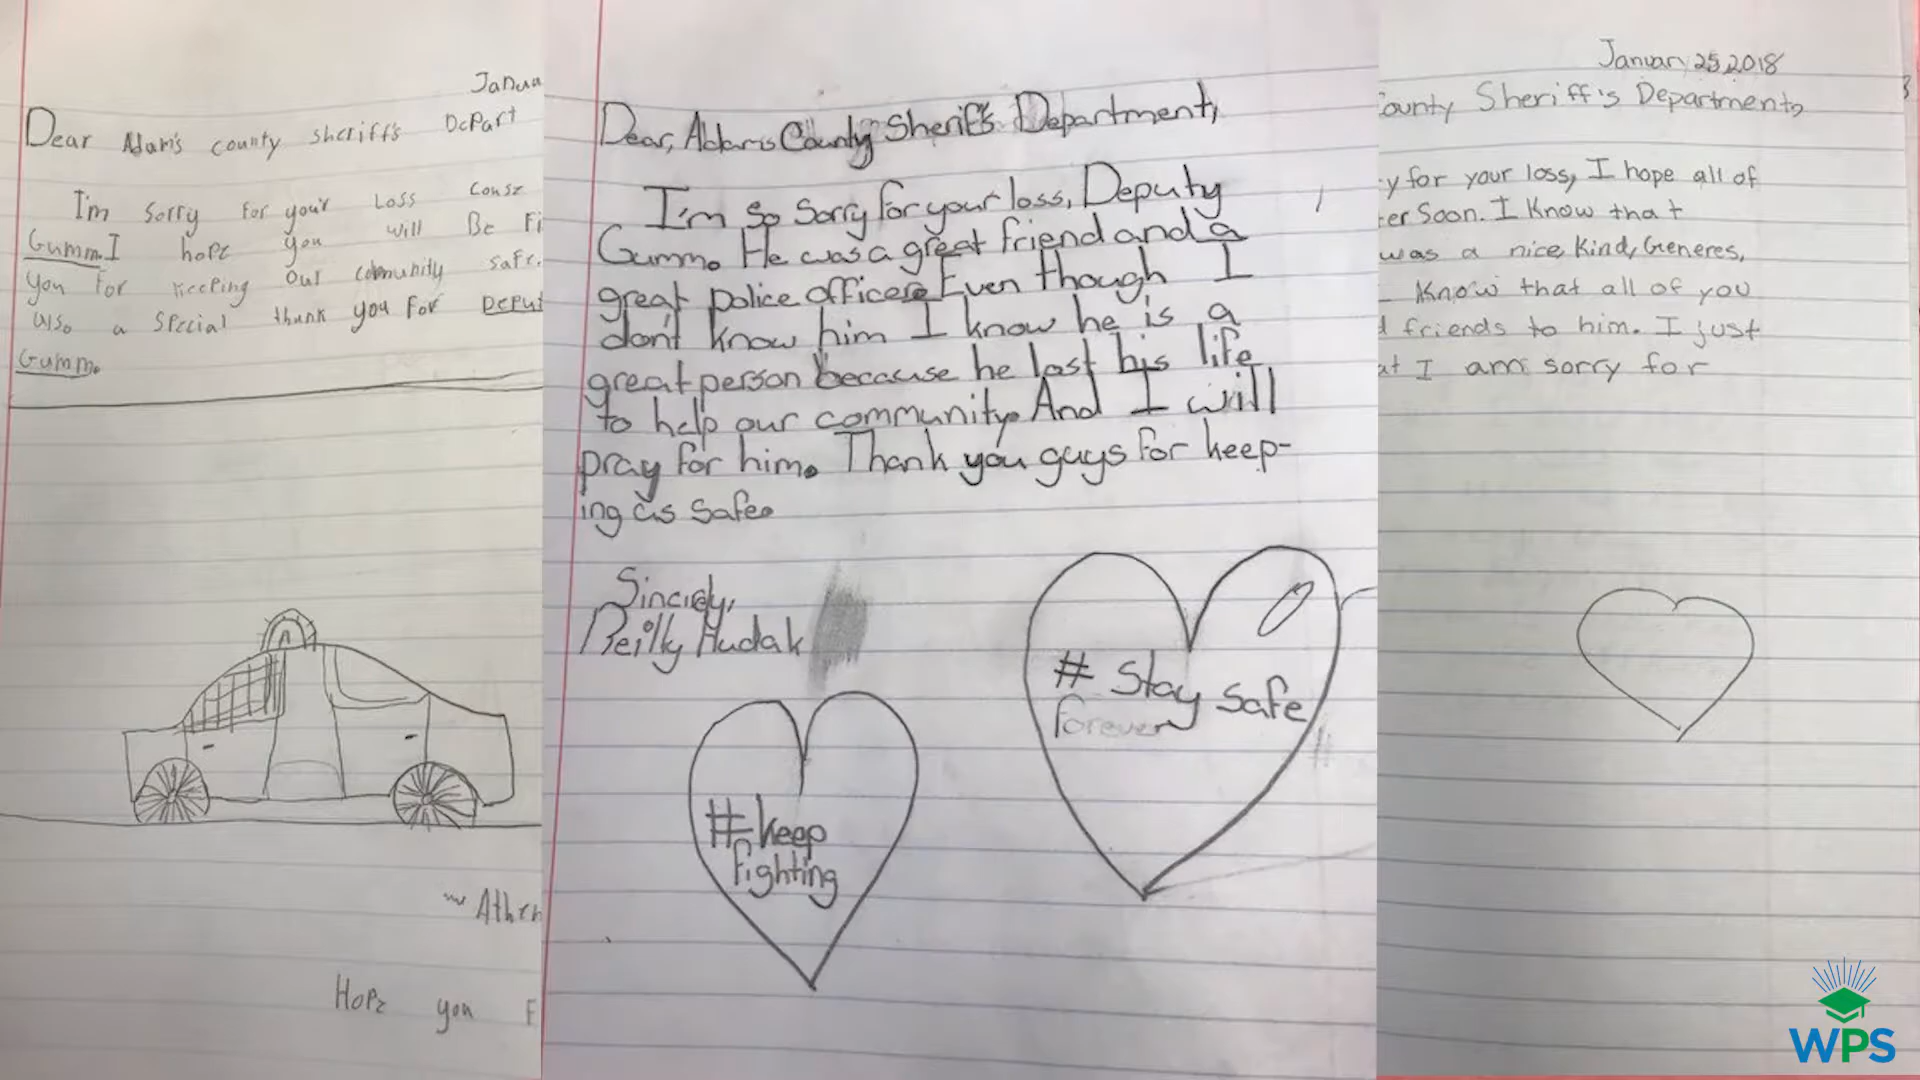 Janua
Dear Adam's county sheriff's Depart
I'm sorry for your Loss
Gumm. I hope you will Be Fi
you For keeping our community safe.
also a special thank you For Deput
Gumm.
~ Athen
Hope you F
Dear, Adams County Sheriff's Department,
I'm so sorry for your loss, Deputy
Gumm. He was a great friend and a
great police officer. Even though I
don't know him I know he is a
great person because he lost his life
to help our community. And I will
pray for him. Thank you guys for keep-
ing us safe.
Sincirly,
Reilly Hudak
#keep
fighting
# Stay safe
forever
#
January 25 2018
ounty Sheriff's Department,
y for your loss, I hope all of
er soon. I Know that
was a nice, Kind, Generes,
I Know that all of you
d friends to him. I just
at I am sorry for
WPS